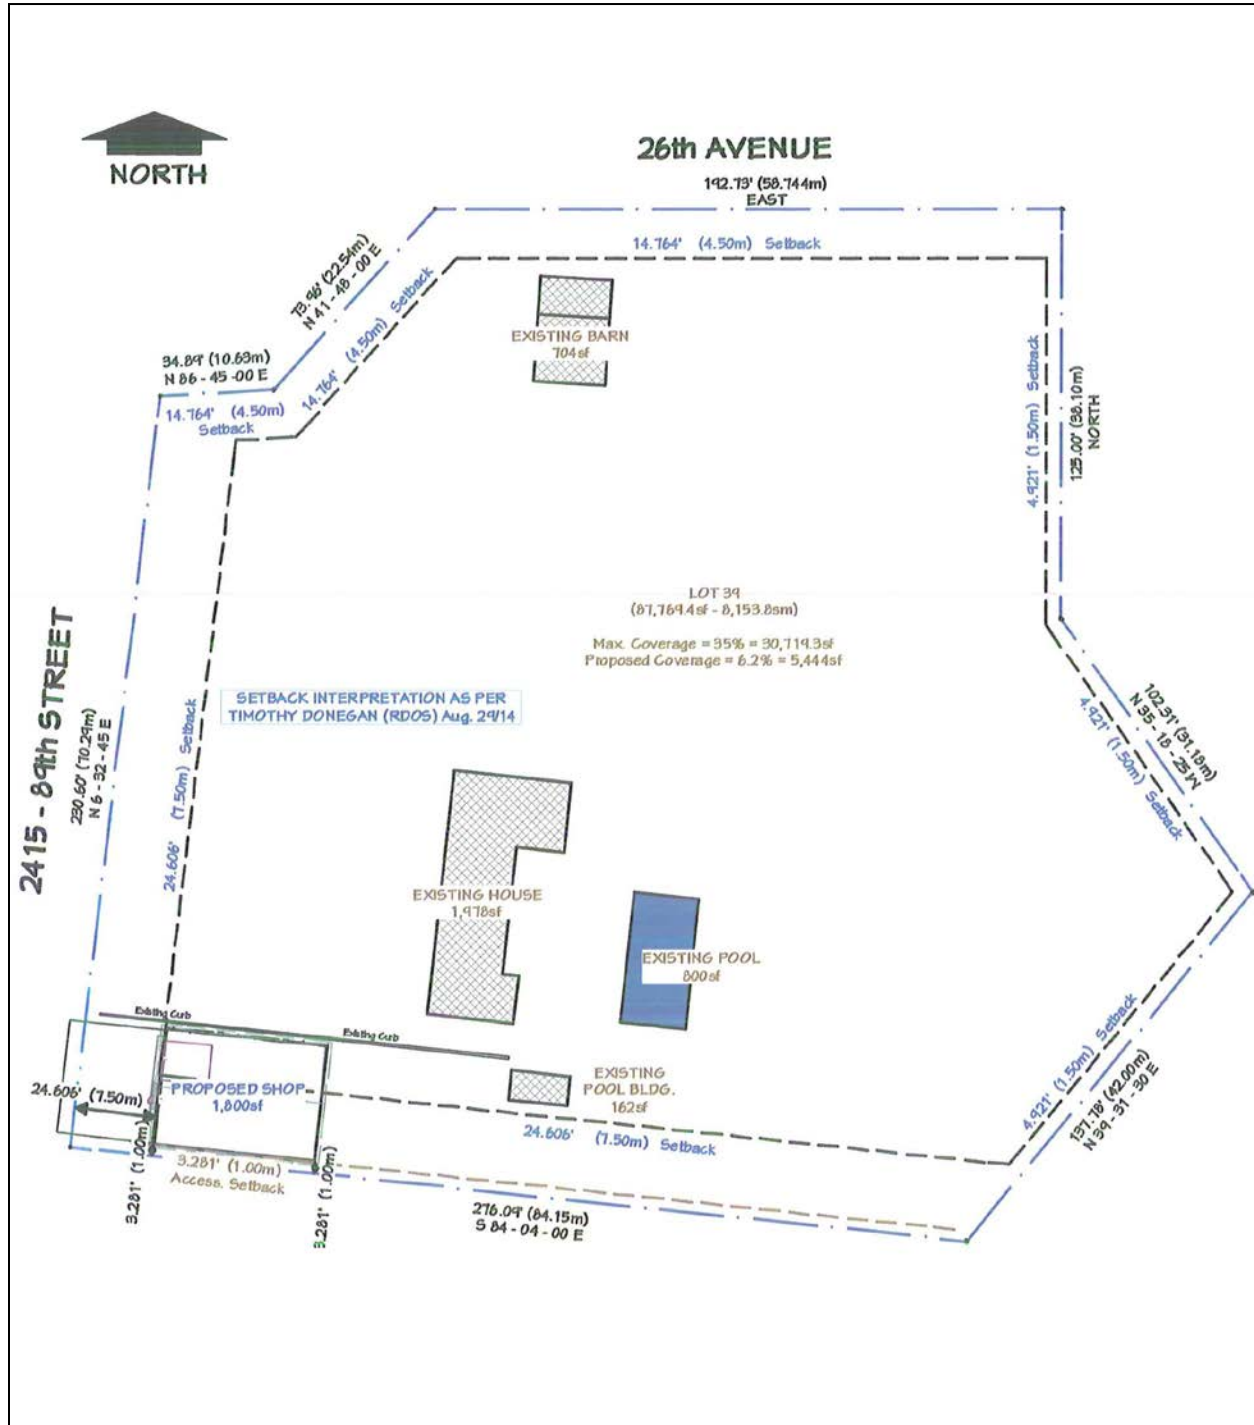 NORTH
26th AVENUE
192.73' (58.744m)
EAST
14.764' (4.50m) Setback
73.96' (22.54m)
N 41 - 48 - 00 E
14.764' (4.50m) Setback
34.89' (10.63m)
N 86 - 45 -00 E
14.764' (4.50m)
Setback
EXISTING BARN
704sf
4.921' (1.50m) Setback
125.00' (38.10m)
NORTH
LOT 39
(87,769.4sf - 8,153.8sm)
Max. Coverage = 35% = 30,719.3sf
Proposed Coverage = 6.2% = 5,444sf
SETBACK INTERPRETATION AS PER
TIMOTHY DONEGAN (RDOS) Aug. 29/14
2415 - 89th STREET
230.60' (70.29m)
N 6 - 32 - 45 E
24.606' (7.50m) Setback
102.31' (31.18m)
N 35 - 18 - 25 W
4.921' (1.50m) Setback
EXISTING HOUSE
1,978sf
EXISTING POOL
800sf
Existing Curb
Existing Curb
EXISTING
POOL BLDG.
162sf
PROPOSED SHOP
1,800sf
24.606' (7.50m)
24.606' (7.50m) Setback
4.921' (1.50m) Setback
137.78' (42.00m)
N 39 - 31 - 30 E
3.281' (1.00m)
3.281' (1.00m)
Access. Setback
3.281' (1.00m)
276.09' (84.15m)
S 84 - 04 - 00 E